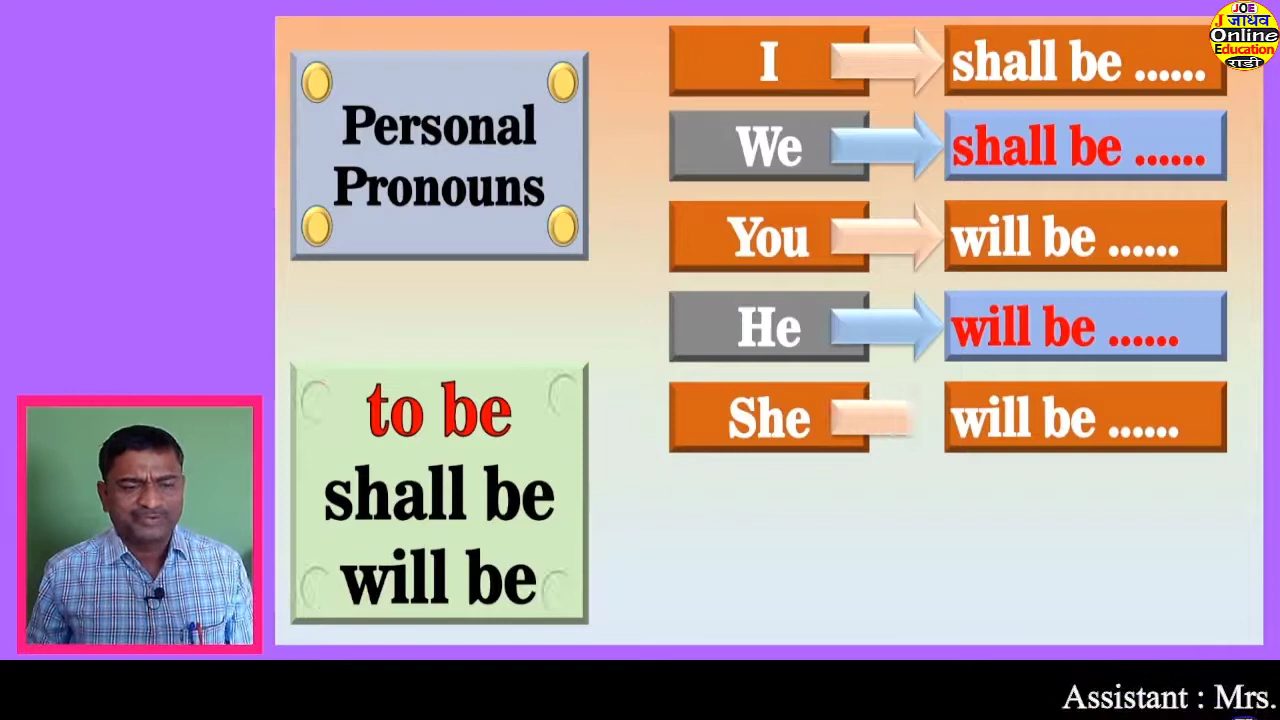 JOE
J जाधव
Online
Education
राडी
Personal
Pronouns
to be
shall be
will be
I shall be ......
We shall be ......
You will be ......
He will be ......
She will be ......
Assistant : Mrs.